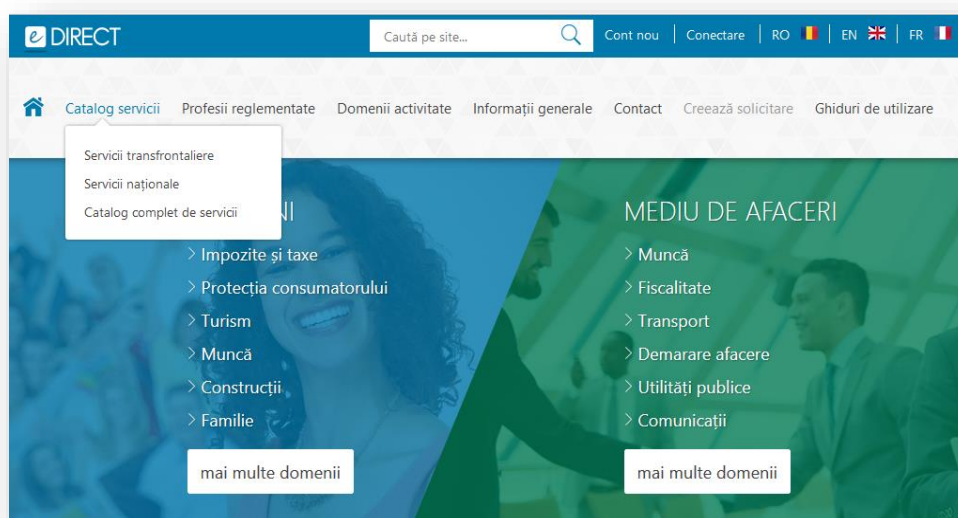 e DIRECT
Caută pe site...
Cont nou | Conectare | RO | EN | FR
Catalog servicii Profesii reglementate Domenii activitate Informații generale Contact Creează solicitare Ghiduri de utilizare
Servicii transfrontaliere
Servicii naționale
Catalog complet de servicii
NI
> Impozite și taxe
> Protecția consumatorului
> Turism
> Muncă
> Construcții
> Familie
mai multe domenii
MEDIU DE AFACERI
> Muncă
> Fiscalitate
> Transport
> Demarare afacere
> Utilități publice
> Comunicații
mai multe domenii